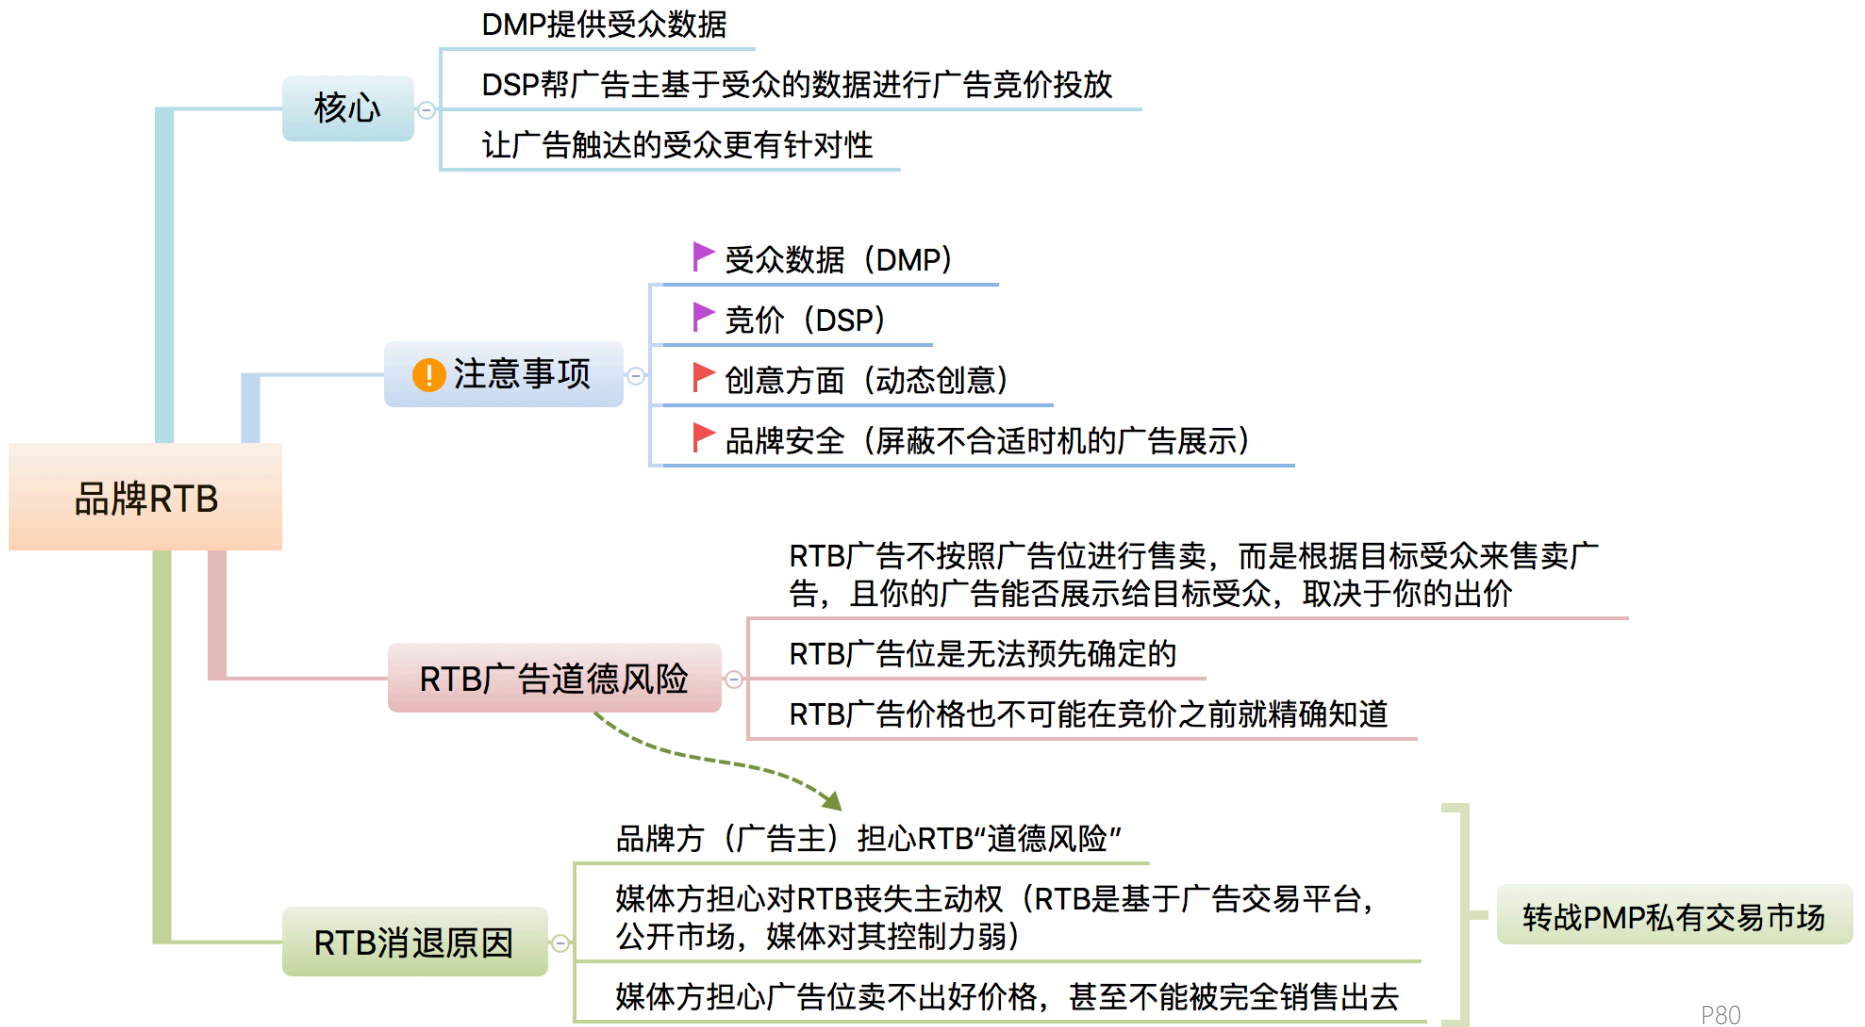 DMP提供受众数据
DSP帮广告主基于受众的数据进行广告竞价投放
让广告触达的受众更有针对性
核心
受众数据（DMP）
竞价（DSP）
创意方面（动态创意）
品牌安全（屏蔽不合适时机的广告展示）
注意事项
品牌RTB
RTB广告不按照广告位进行售卖，而是根据目标受众来售卖广
告，且你的广告能否展示给目标受众，取决于你的出价
RTB广告位是无法预先确定的
RTB广告价格也不可能在竞价之前就精确知道
RTB广告道德风险
品牌方（广告主）担心RTB“道德风险”
媒体方担心对RTB丧失主动权（RTB是基于广告交易平台，
公开市场，媒体对其控制力弱）
媒体方担心广告位卖不出好价格，甚至不能被完全销售出去
RTB消退原因
转战PMP私有交易市场
P80